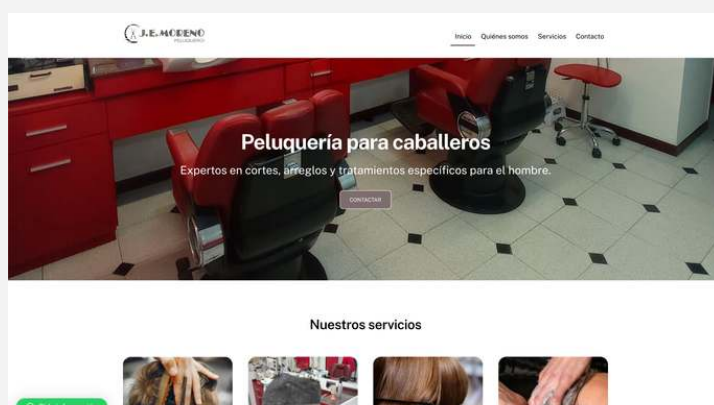 J.E. MORENO
PELUQUERÍA
Inicio Quiénes somos Servicios Contacto
Peluquería para caballeros
Expertos en cortes, arreglos y tratamientos específicos para el hombre.
CONTACTAR
Nuestros servicios